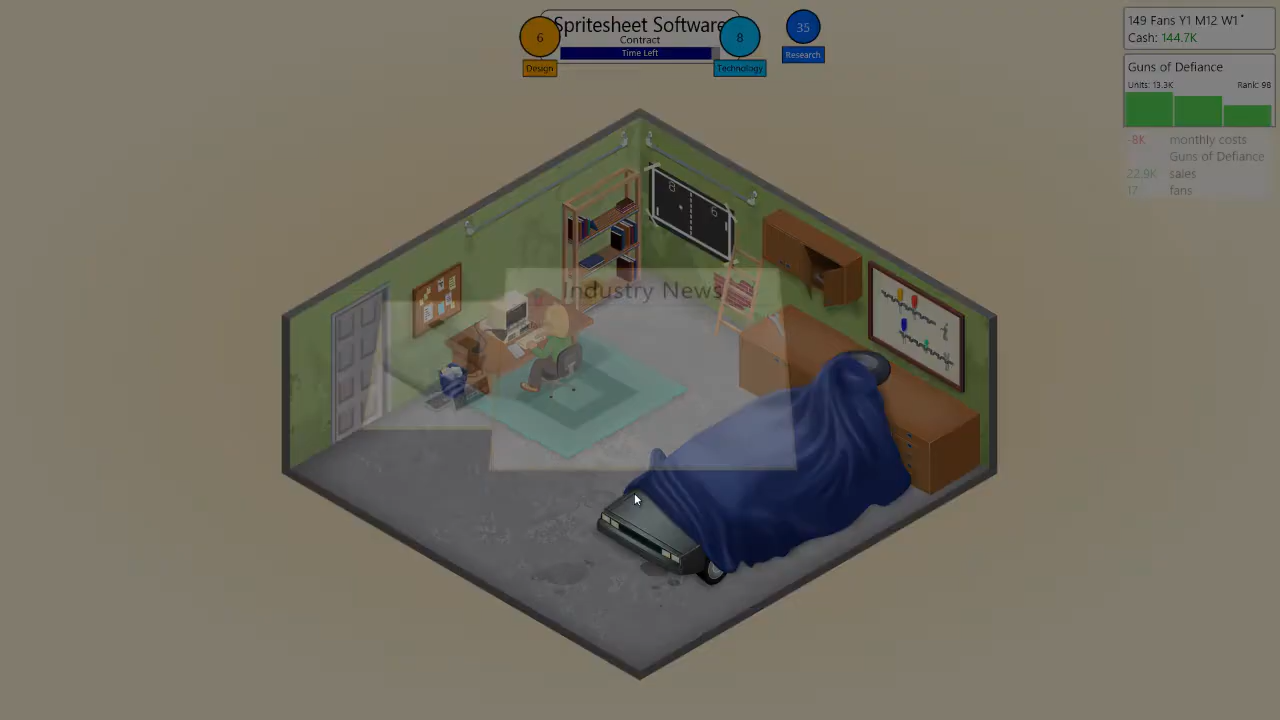 Spritesheet Software
Contract
Time Left
6
Design
8
Technology
35
Research
149 Fans Y1 M12 W1
Cash: 144.7K
Guns of Defiance
Units: 13.3K
Rank: 98
-8K monthly costs
Guns of Defiance
22.9K sales
17 fans
Industry News
6